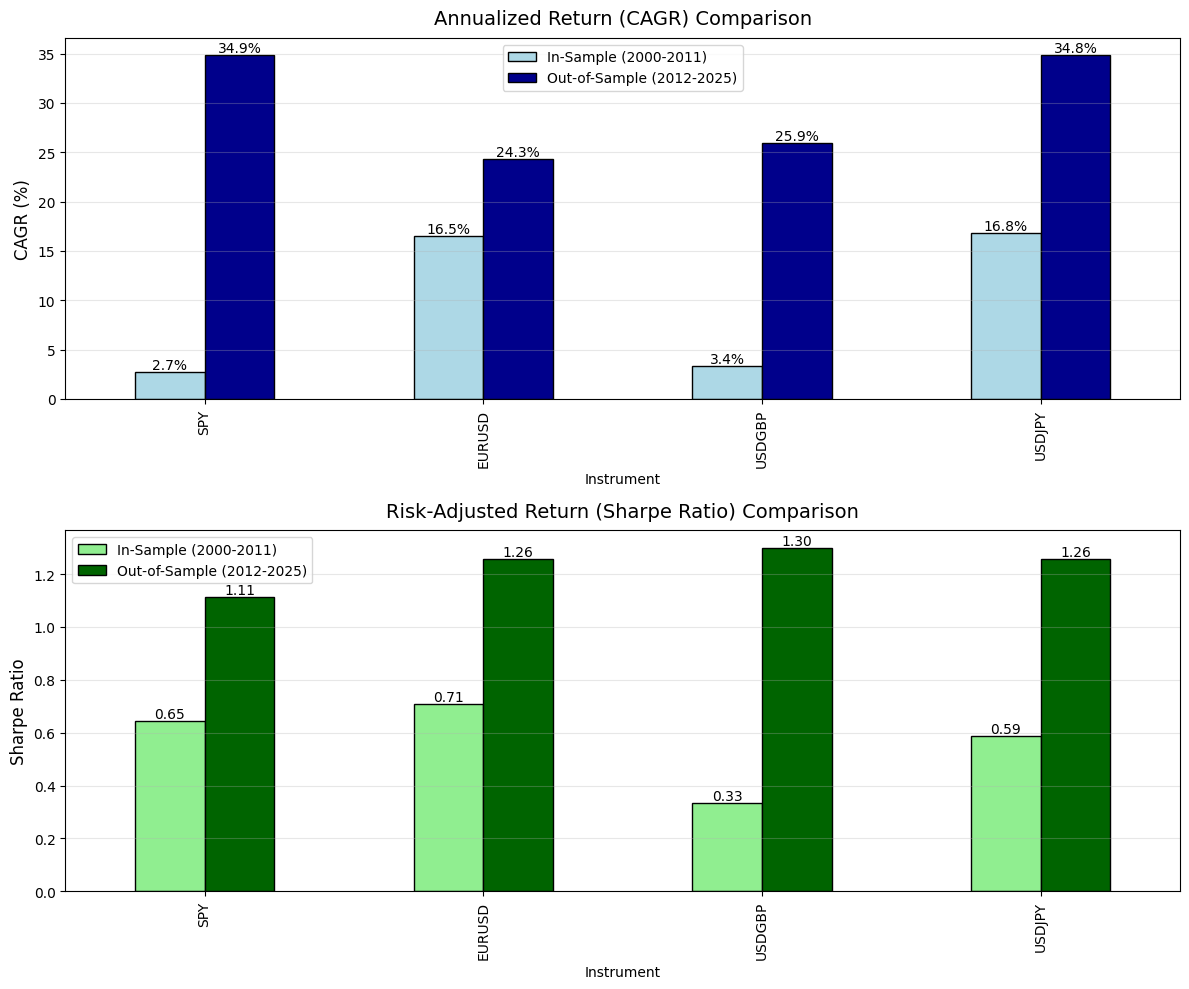 Annualized Return (CAGR) Comparison
In-Sample (2000-2011)
Out-of-Sample (2012-2025)
CAGR (%)
35
30
25
20
15
10
5
0
2.7%
34.9%
16.5%
24.3%
3.4%
25.9%
16.8%
34.8%
SPY
EURUSD
USDGBP
USDJPY
Instrument
Risk-Adjusted Return (Sharpe Ratio) Comparison
In-Sample (2000-2011)
Out-of-Sample (2012-2025)
Sharpe Ratio
1.2
1.0
0.8
0.6
0.4
0.2
0.0
0.65
1.11
0.71
1.26
0.33
1.30
0.59
1.26
SPY
EURUSD
USDGBP
USDJPY
Instrument